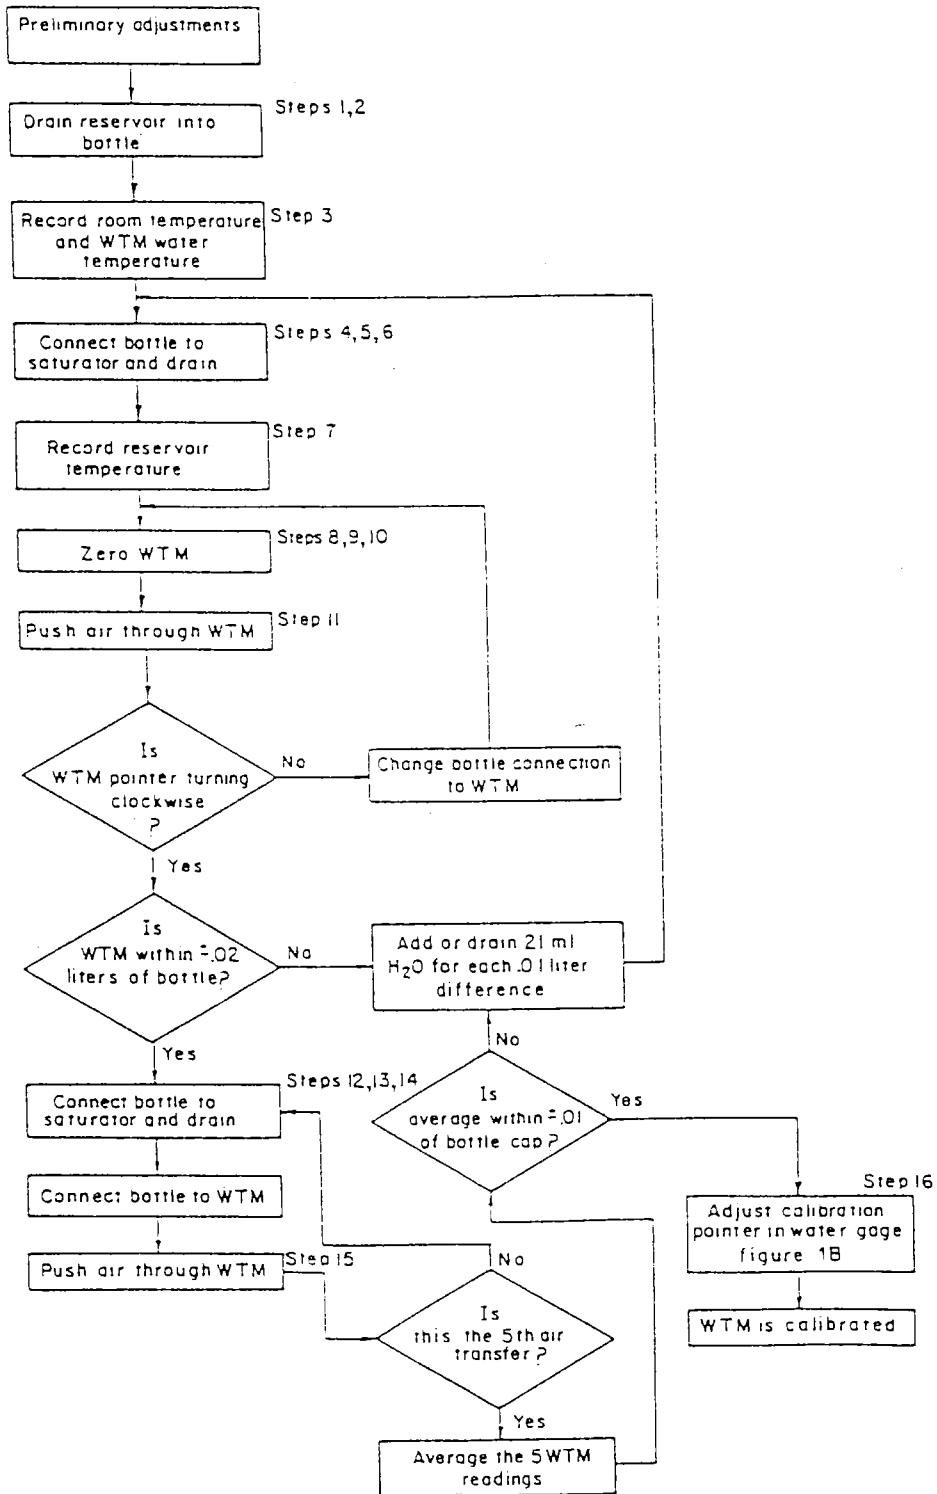 Preliminary adjustments
Steps 1,2
Drain reservoir into
bottle
Step 3
Record room temperature
and WTM water
temperature
Steps 4,5,6
Connect bottle to
saturator and drain
Step 7
Record reservoir
temperature
Steps 8,9,10
Zero WTM
Step 11
Push air through WTM
Is
WTM pointer turning
clockwise
?
No
Change bottle connection
to WTM
Yes
Is
WTM within ±.02
liters of bottle?
No
Add or drain 21 ml
H₂O for each .01 liter
difference
Yes
No
Steps 12,13,14
Connect bottle to
saturator and drain
Is
average within ±.01
of bottle cap?
Yes
Connect bottle to WTM
Step 16
Adjust calibration
pointer in water gage
figure 1B
Step 15
Push air through WTM
No
Is
this the 5th air
transfer?
WTM is calibrated
Yes
Average the 5 WTM
readings